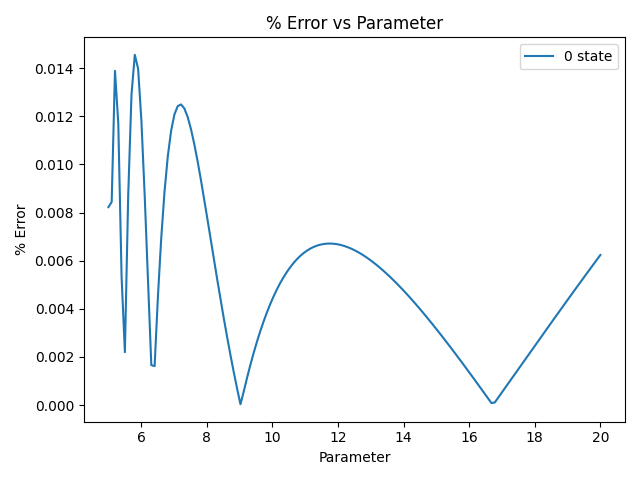 % Error vs Parameter
0 state
% Error
0.014
0.012
0.010
0.008
0.006
0.004
0.002
0.000
6 8 10 12 14 16 18 20
Parameter